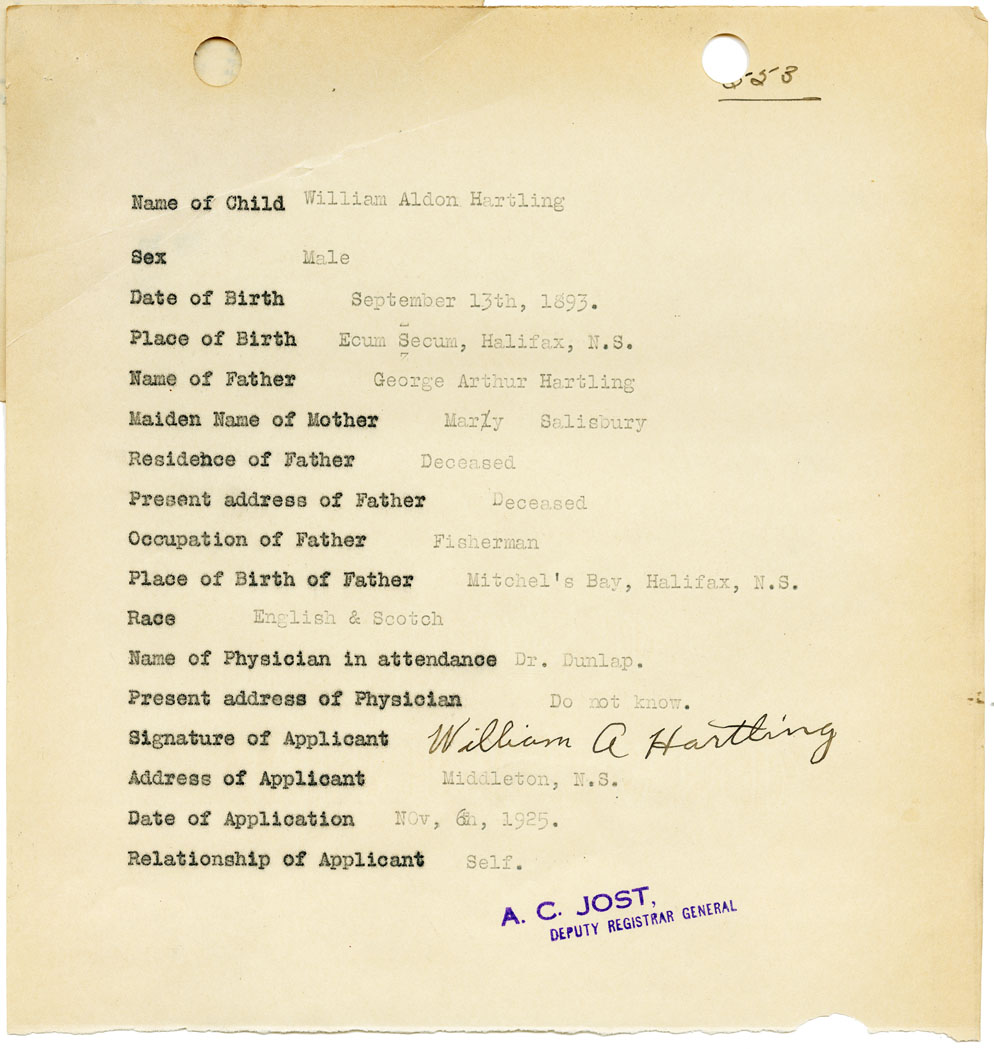 553
Name of Child William Aldon Hartling
Sex Male
Date of Birth September 13th, 1893.
Place of Birth Ecum Secum, Halifax, N.S.
Name of Father George Arthur Hartling
Maiden Name of Mother Mary Salisbury
Residence of Father Deceased
Present address of Father Deceased
Occupation of Father Fisherman
Place of Birth of Father Mitchel's Bay, Halifax, N.S.
Race English & Scotch
Name of Physician in attendance Dr. Dunlap.
Present address of Physician Do not know.
Signature of Applicant William A Hartling
Address of Applicant Middleton, N.S.
Date of Application NOv, 6h, 1925.
Relationship of Applicant Self.
A. C. JOST,
DEPUTY REGISTRAR GENERAL